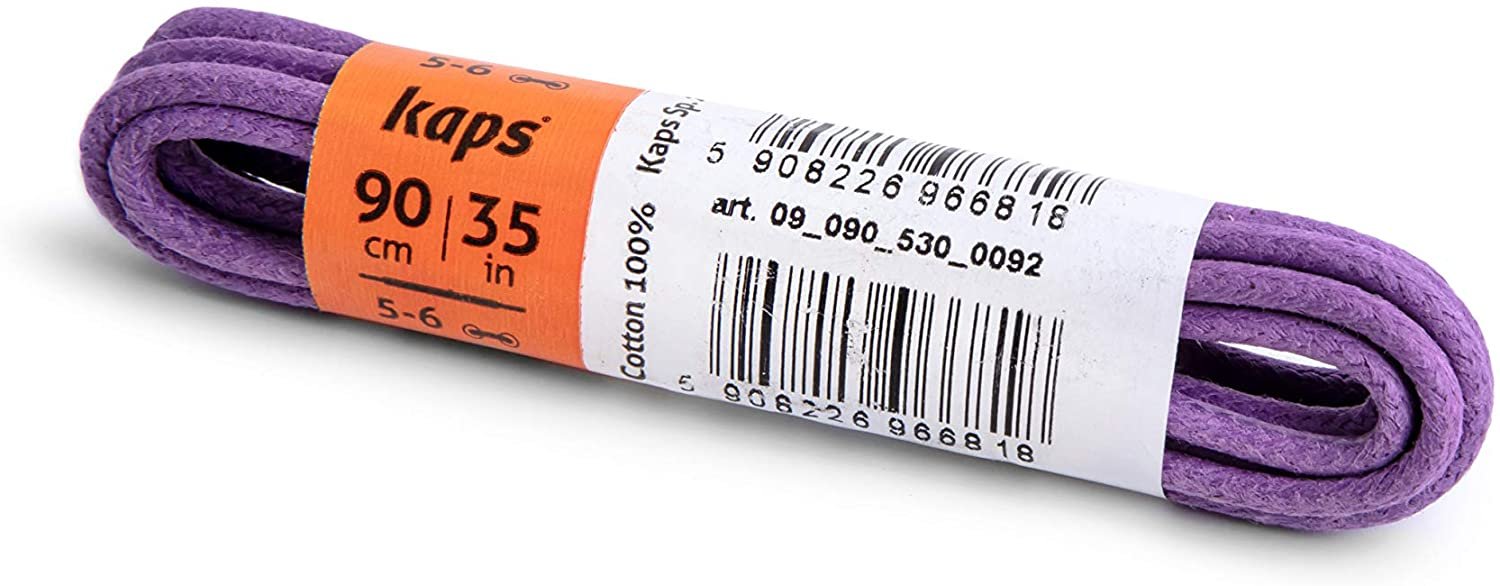 5-6
kaps
90 | 35
cm in
5-6
Cotton 100% Kaps Sp.
5 908226 966818
art. 09_090_530_0092
5 908226 966818